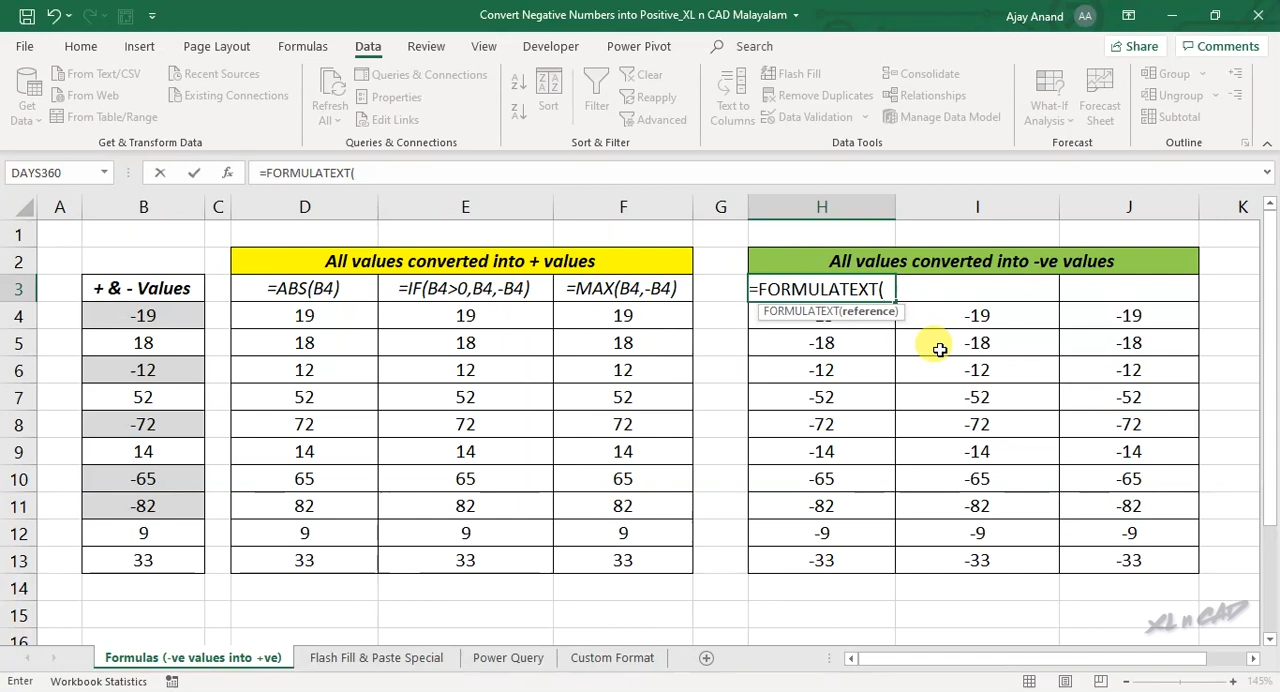 Convert Negative Numbers into Positive_XL n CAD Malayalam
Ajay Anand AA
File Home Insert Page Layout Formulas Data Review View Developer Power Pivot Search Share Comments
Get Data
From Text/CSV
From Web
From Table/Range
Recent Sources
Existing Connections
Get & Transform Data
Refresh All
Queries & Connections
Properties
Edit Links
Queries & Connections
Sort
Filter
Clear
Reapply
Advanced
Sort & Filter
Text to Columns
Flash Fill
Remove Duplicates
Data Validation
Consolidate
Relationships
Manage Data Model
Data Tools
What-If Analysis
Forecast Sheet
Forecast
Group
Ungroup
Subtotal
Outline
DAYS360 fx =FORMULATEXT(
A B C D E F G H I J K
1
2 All values converted into + values All values converted into -ve values
3 + & - Values =ABS(B4) =IF(B4>0,B4,-B4) =MAX(B4,-B4) =FORMULATEXT(
FORMULATEXT(reference)
4 -19 19 19 19 -19 -19
5 18 18 18 18 -18 -18 -18
6 -12 12 12 12 -12 -12 -12
7 52 52 52 52 -52 -52 -52
8 -72 72 72 72 -72 -72 -72
9 14 14 14 14 -14 -14 -14
10 -65 65 65 65 -65 -65 -65
11 -82 82 82 82 -82 -82 -82
12 9 9 9 9 -9 -9 -9
13 33 33 33 33 -33 -33 -33
14
15
16
XL n CAD
Formulas (-ve values into +ve) Flash Fill & Paste Special Power Query Custom Format
Enter Workbook Statistics 145%